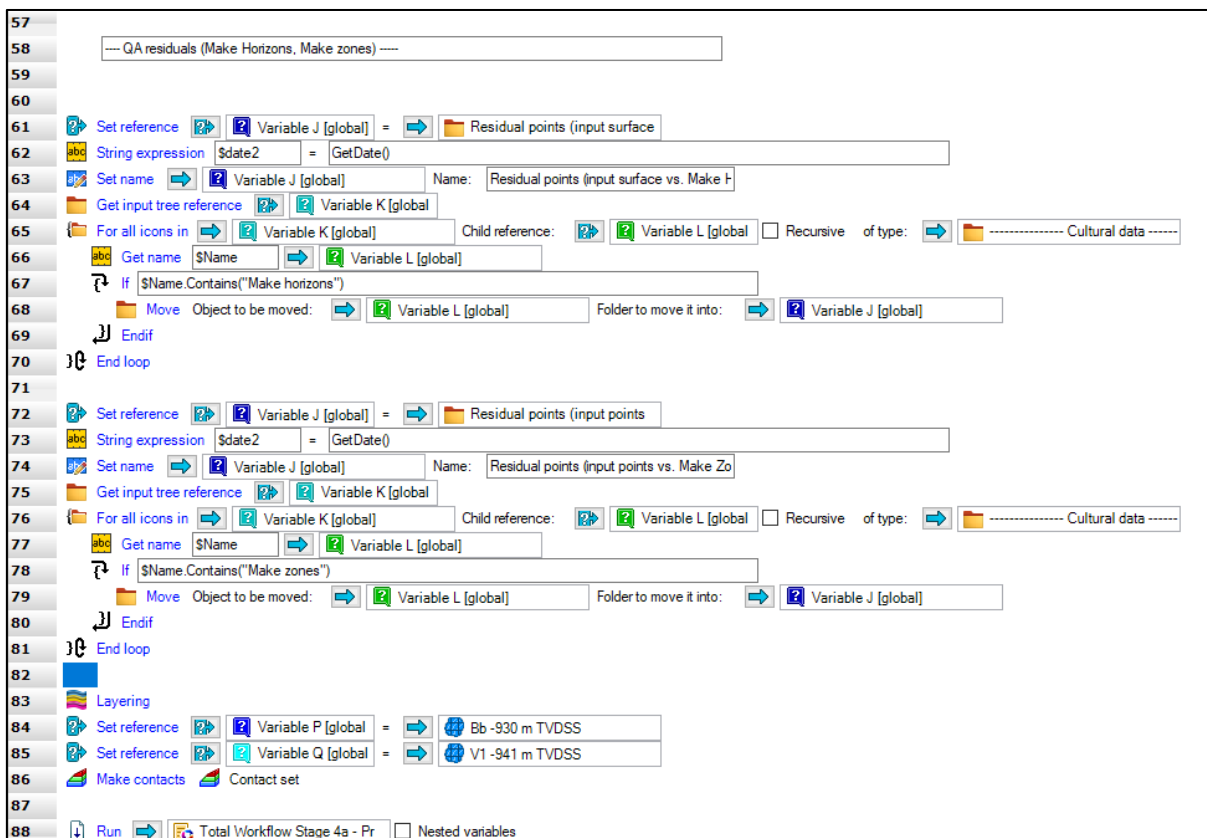 57
58 ---- QA residuals (Make Horizons, Make zones) -----
59
60
61 Set reference Variable J [global] = Residual points (input surface
62 abc String expression $date2 = GetDate()
63 Set name Variable J [global] Name: Residual points (input surface vs. Make H
64 Get input tree reference Variable K [global
65 For all icons in Variable K [global] Child reference: Variable L [global Recursive of type: --------------- Cultural data ------
66 abc Get name $Name Variable L [global]
67 If $Name.Contains("Make horizons")
68 Move Object to be moved: Variable L [global] Folder to move it into: Variable J [global]
69 Endif
70 End loop
71
72 Set reference Variable J [global] = Residual points (input points
73 abc String expression $date2 = GetDate()
74 Set name Variable J [global] Name: Residual points (input points vs. Make Zo
75 Get input tree reference Variable K [global
76 For all icons in Variable K [global] Child reference: Variable L [global Recursive of type: --------------- Cultural data ------
77 abc Get name $Name Variable L [global]
78 If $Name.Contains("Make zones")
79 Move Object to be moved: Variable L [global] Folder to move it into: Variable J [global]
80 Endif
81 End loop
82
83 Layering
84 Set reference Variable P [global = Bb -930 m TVDSS
85 Set reference Variable Q [global = V1 -941 m TVDSS
86 Make contacts Contact set
87
88 Run Total Workflow Stage 4a - Pr Nested variables